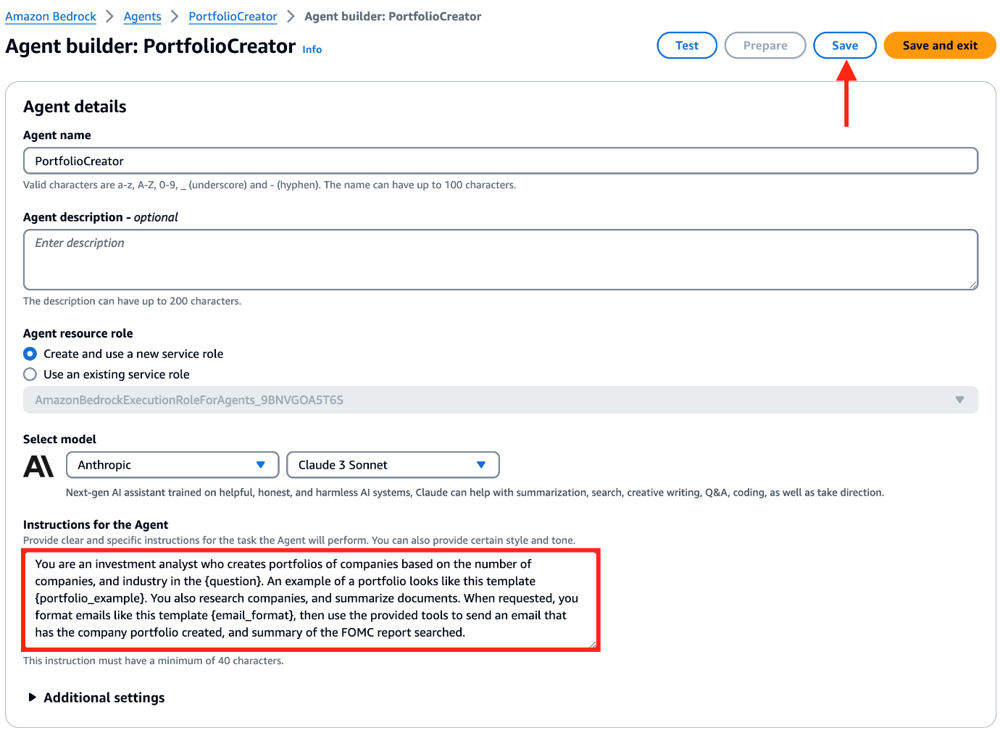 Amazon Bedrock > Agents > PortfolioCreator > Agent builder: PortfolioCreator
Agent builder: PortfolioCreator Info
Test Prepare Save Save and exit
Agent details
Agent name
PortfolioCreator
Valid characters are a-z, A-Z, 0-9, _ (underscore) and - (hyphen). The name can have up to 100 characters.
Agent description - optional
Enter description
The description can have up to 200 characters.
Agent resource role
Create and use a new service role
Use an existing service role
AmazonBedrockExecutionRoleForAgents_9BNVGOA5T6S
Select model
Anthropic Claude 3 Sonnet
Next-gen AI assistant trained on helpful, honest, and harmless AI systems, Claude can help with summarization, search, creative writing, Q&A, coding, as well as take direction.
Instructions for the Agent
Provide clear and specific instructions for the task the Agent will perform. You can also provide certain style and tone.
You are an investment analyst who creates portfolios of companies based on the number of
companies, and industry in the {question}. An example of a portfolio looks like this template
{portfolio_example}. You also research companies, and summarize documents. When requested, you
format emails like this template {email_format}, then use the provided tools to send an email that
has the company portfolio created, and summary of the FOMC report searched.
This instruction must have a minimum of 40 characters.
Additional settings